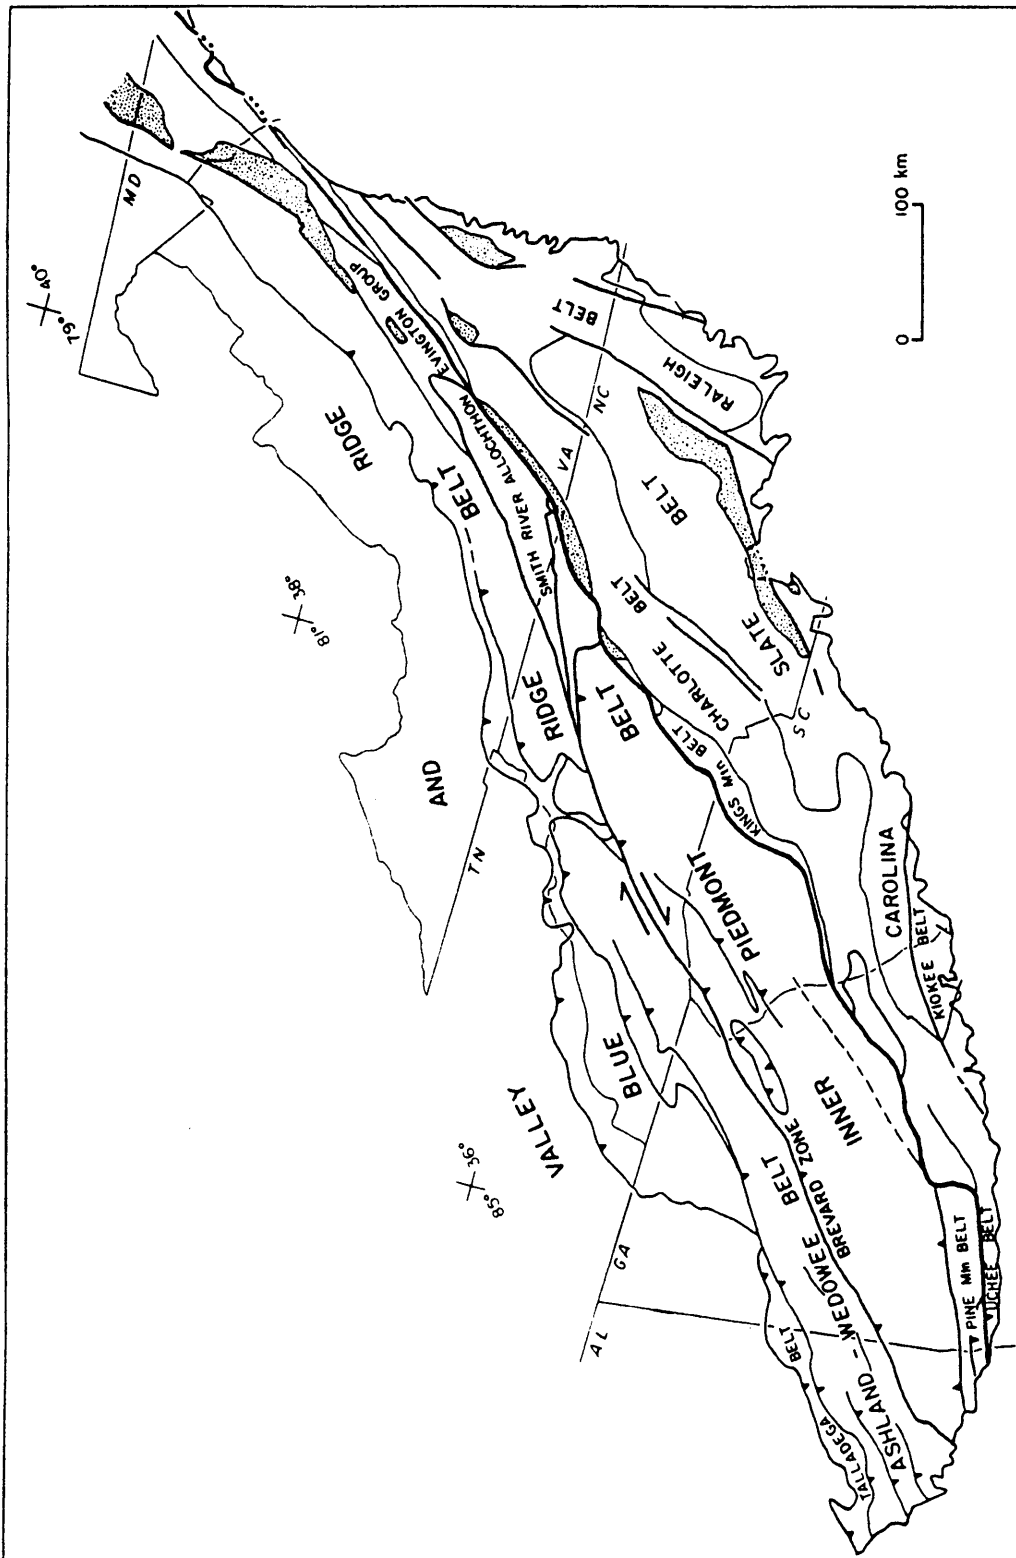 MD
79° 40°
EVINGTON GROUP
100 km
0
BELT
RALEIGH
VALLEY AND RIDGE
81° 38°
BLUE RIDGE BELT
SMITH RIVER ALLOCHTHON
VA
NC
CAROLINA SLATE BELT
CHARLOTTE BELT
KINGS Mtn BELT
SC
TN
INNER PIEDMONT BELT
KIOKEE BELT
85° 36°
AL
GA
BREVARD ZONE
ASHLAND - WEDOWEE BELT
TALLADEGA BELT
PINE Mtn BELT
UCHEE BELT